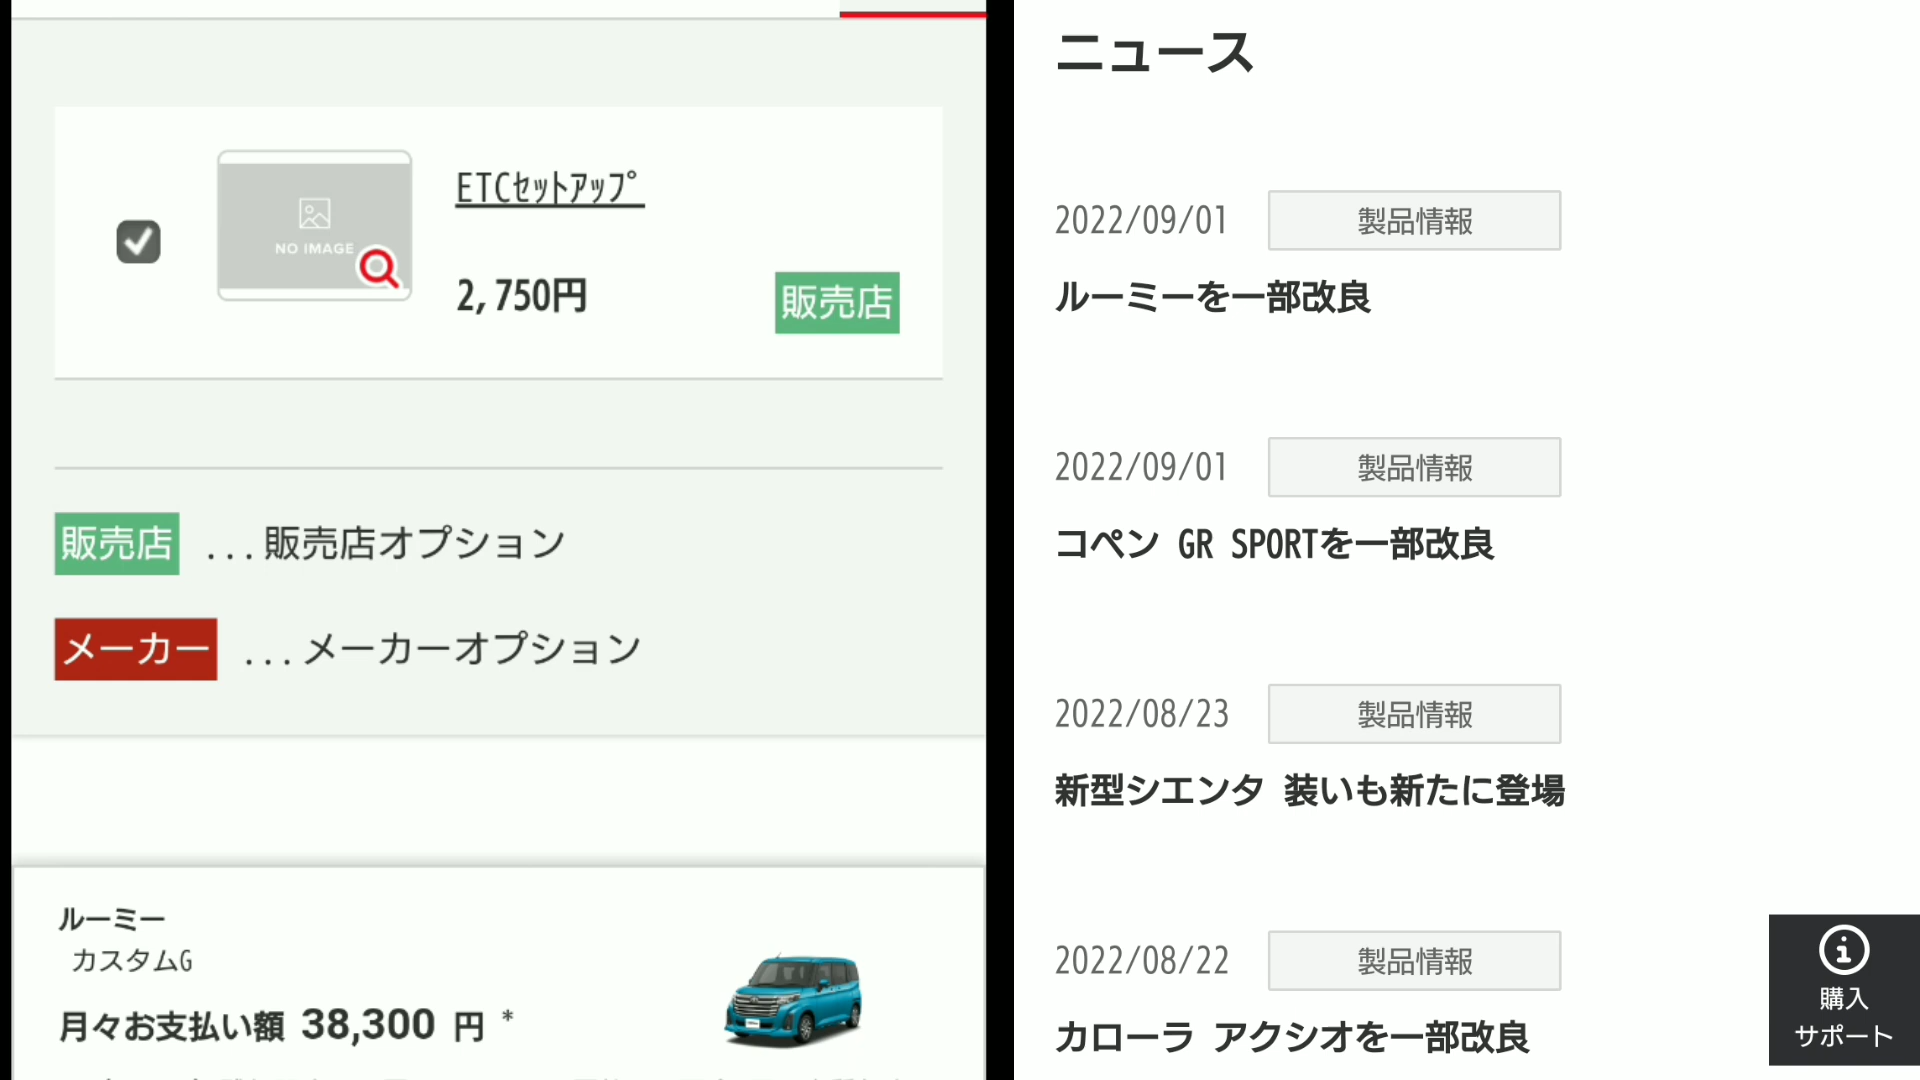 ETCｾｯﾄｱｯﾌﾟ
NO IMAGE
2,750円
販売店
販売店 ...販売店オプション
メーカー ...メーカーオプション
ルーミー
カスタムG
月々お支払い額 38,300 円 *
ニュース
2022/09/01 製品情報
ルーミーを一部改良
2022/09/01 製品情報
コペン GR SPORTを一部改良
2022/08/23 製品情報
新型シエンタ 装いも新たに登場
2022/08/22 製品情報
カローラ アクシオを一部改良
購入
サポート